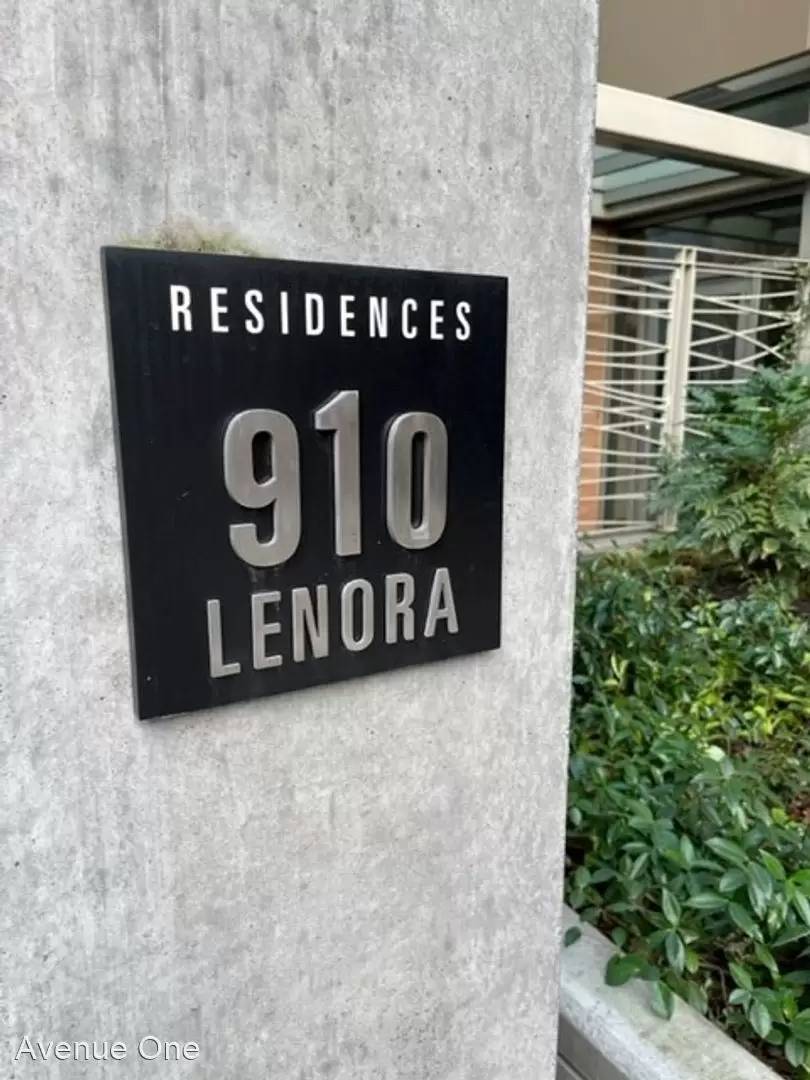 RESIDENCES
910
LENORA
Avenue One